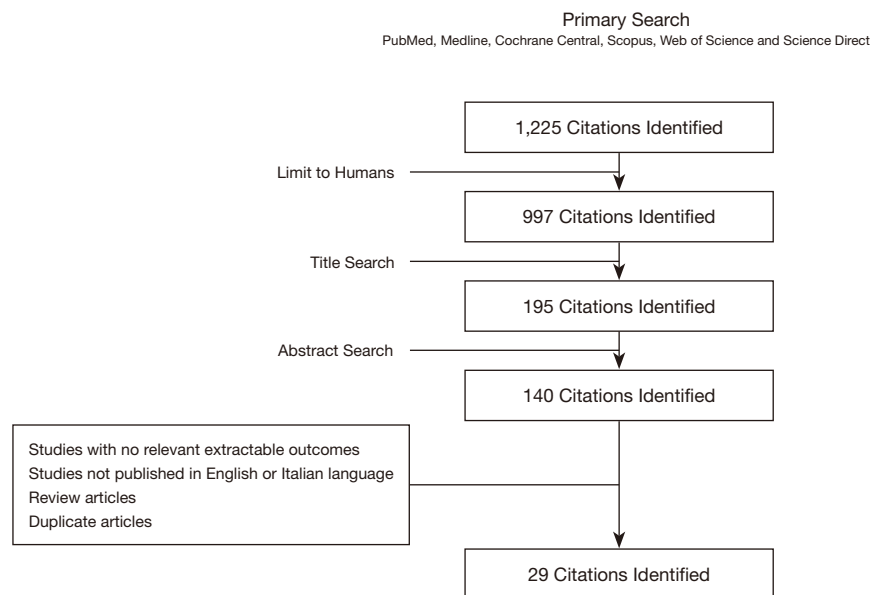 Primary Search
PubMed, Medline, Cochrane Central, Scopus, Web of Science and Science Direct
1,225 Citations Identified
Limit to Humans
997 Citations Identified
Title Search
195 Citations Identified
Abstract Search
140 Citations Identified
Studies with no relevant extractable outcomes
Studies not published in English or Italian language
Review articles
Duplicate articles
29 Citations Identified